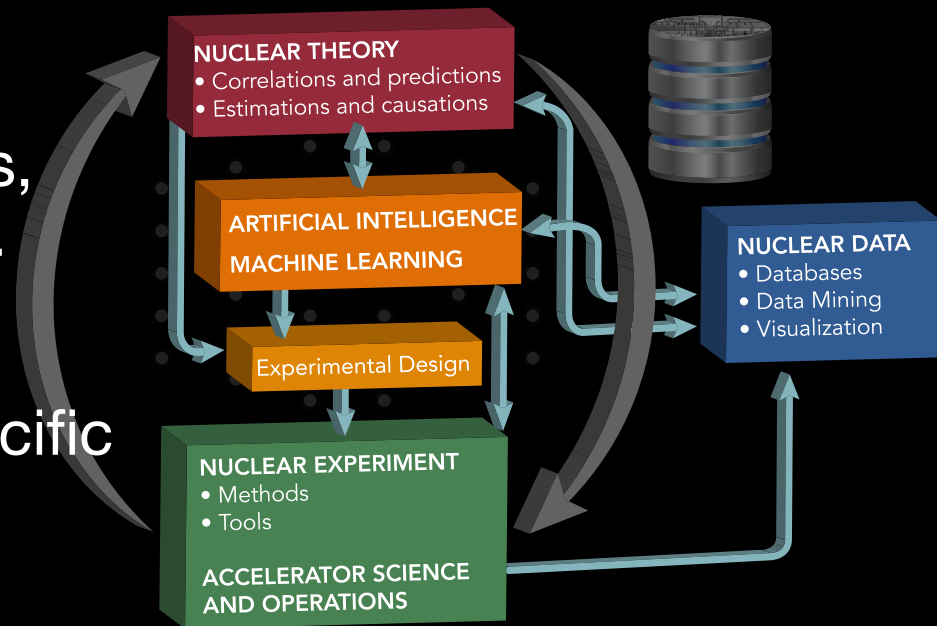 s,
cific
NUCLEAR THEORY
• Correlations and predictions
• Estimations and causations
ARTIFICIAL INTELLIGENCE
MACHINE LEARNING
Experimental Design
NUCLEAR EXPERIMENT
• Methods
• Tools
ACCELERATOR SCIENCE
AND OPERATIONS
NUCLEAR DATA
• Databases
• Data Mining
• Visualization